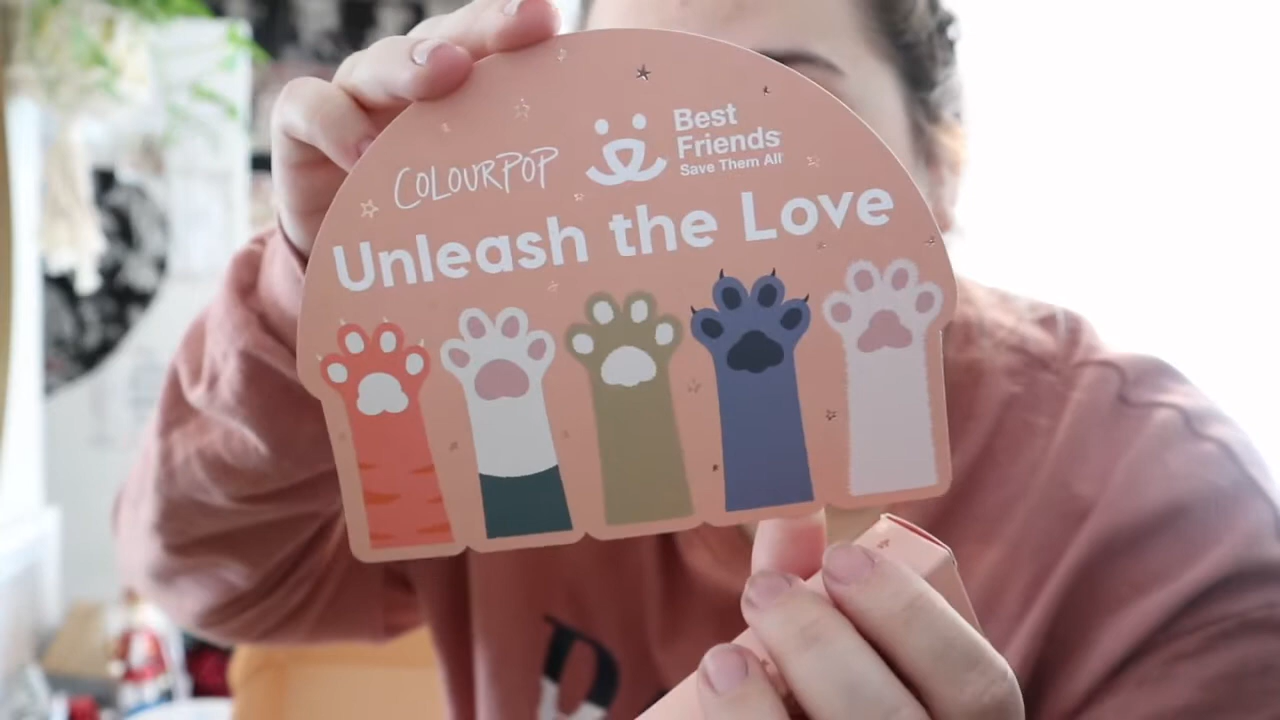 COLOURPOP
Best
Friends
Save Them All
Unleash the Love